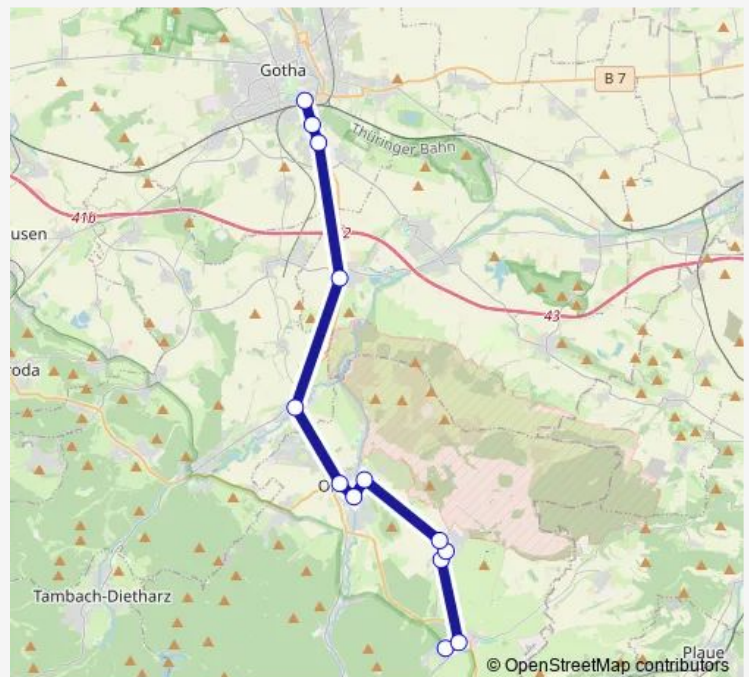 Gotha
B 7
Thüringer Bahn
41b
usen
2
43
roda
O
Tambach-Dietharz
Plaue
© OpenStreetMap contributors